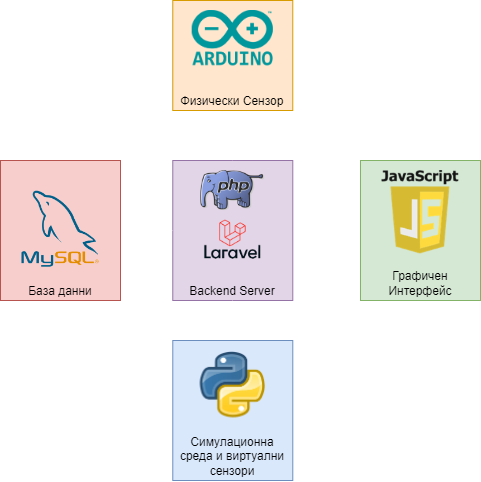 ARDUINO
Физически Сензор
MySQL
База данни
php
Laravel
Backend Server
JavaScript
JS
Графичен
Интерфейс
Симулационна
среда и виртуални
сензори